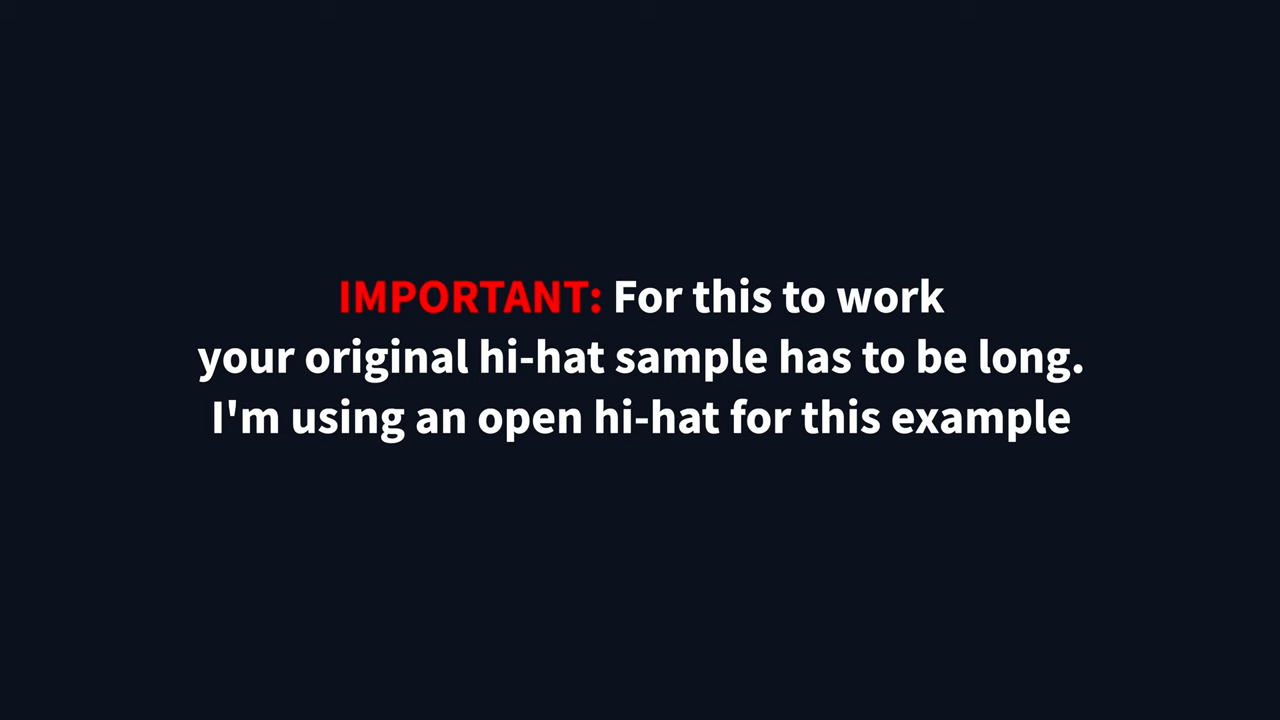 IMPORTANT: For this to work
your original hi-hat sample has to be long.
I'm using an open hi-hat for this example